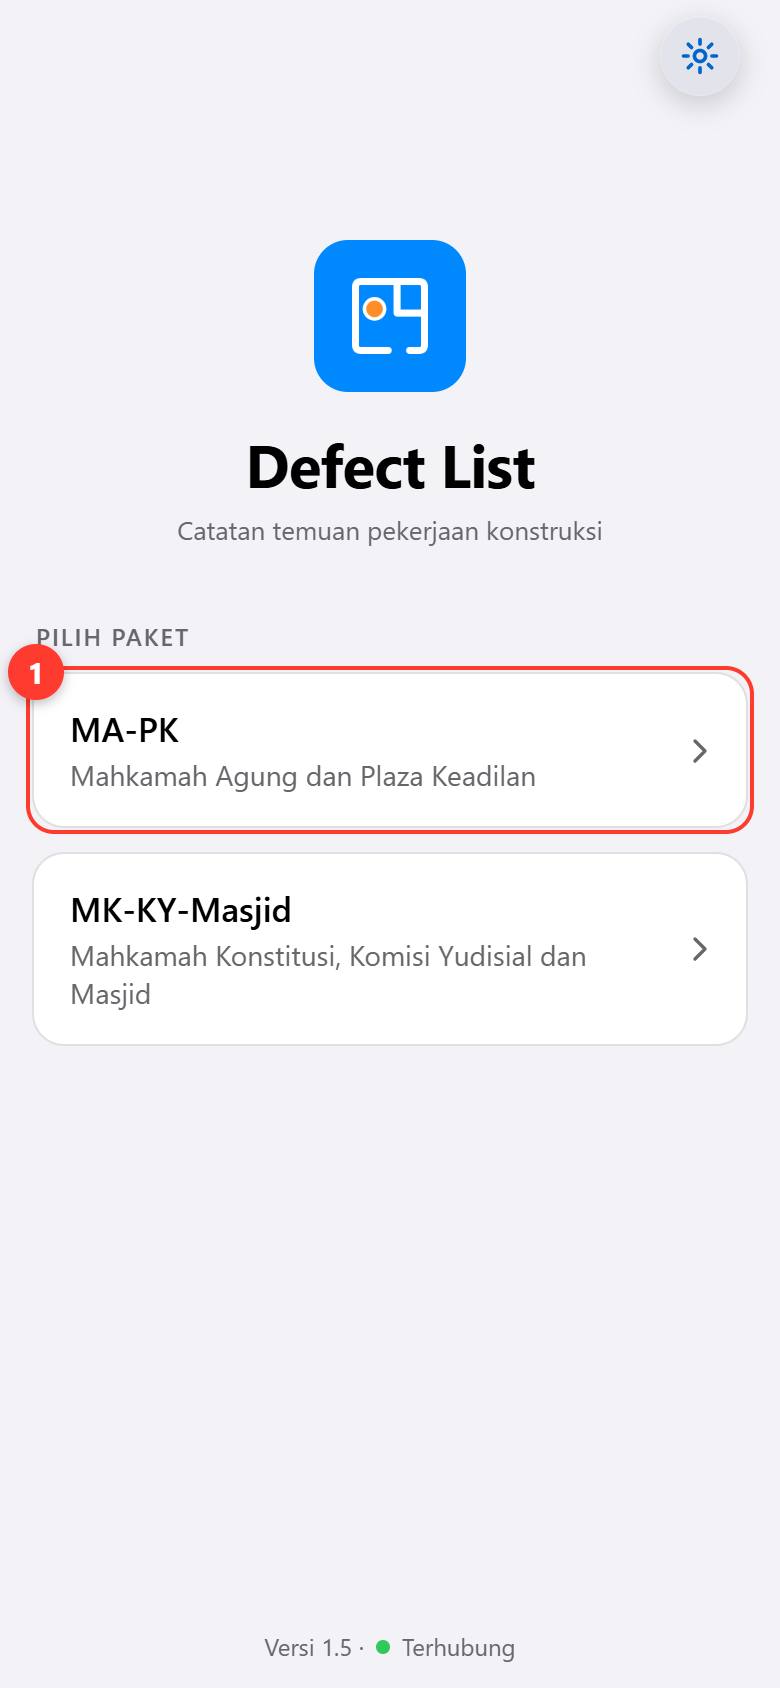 Defect List
Catatan temuan pekerjaan konstruksi
PILIH PAKET
1
MA-PK
Mahkamah Agung dan Plaza Keadilan
MK-KY-Masjid
Mahkamah Konstitusi, Komisi Yudisial dan
Masjid
Versi 1.5 · Terhubung